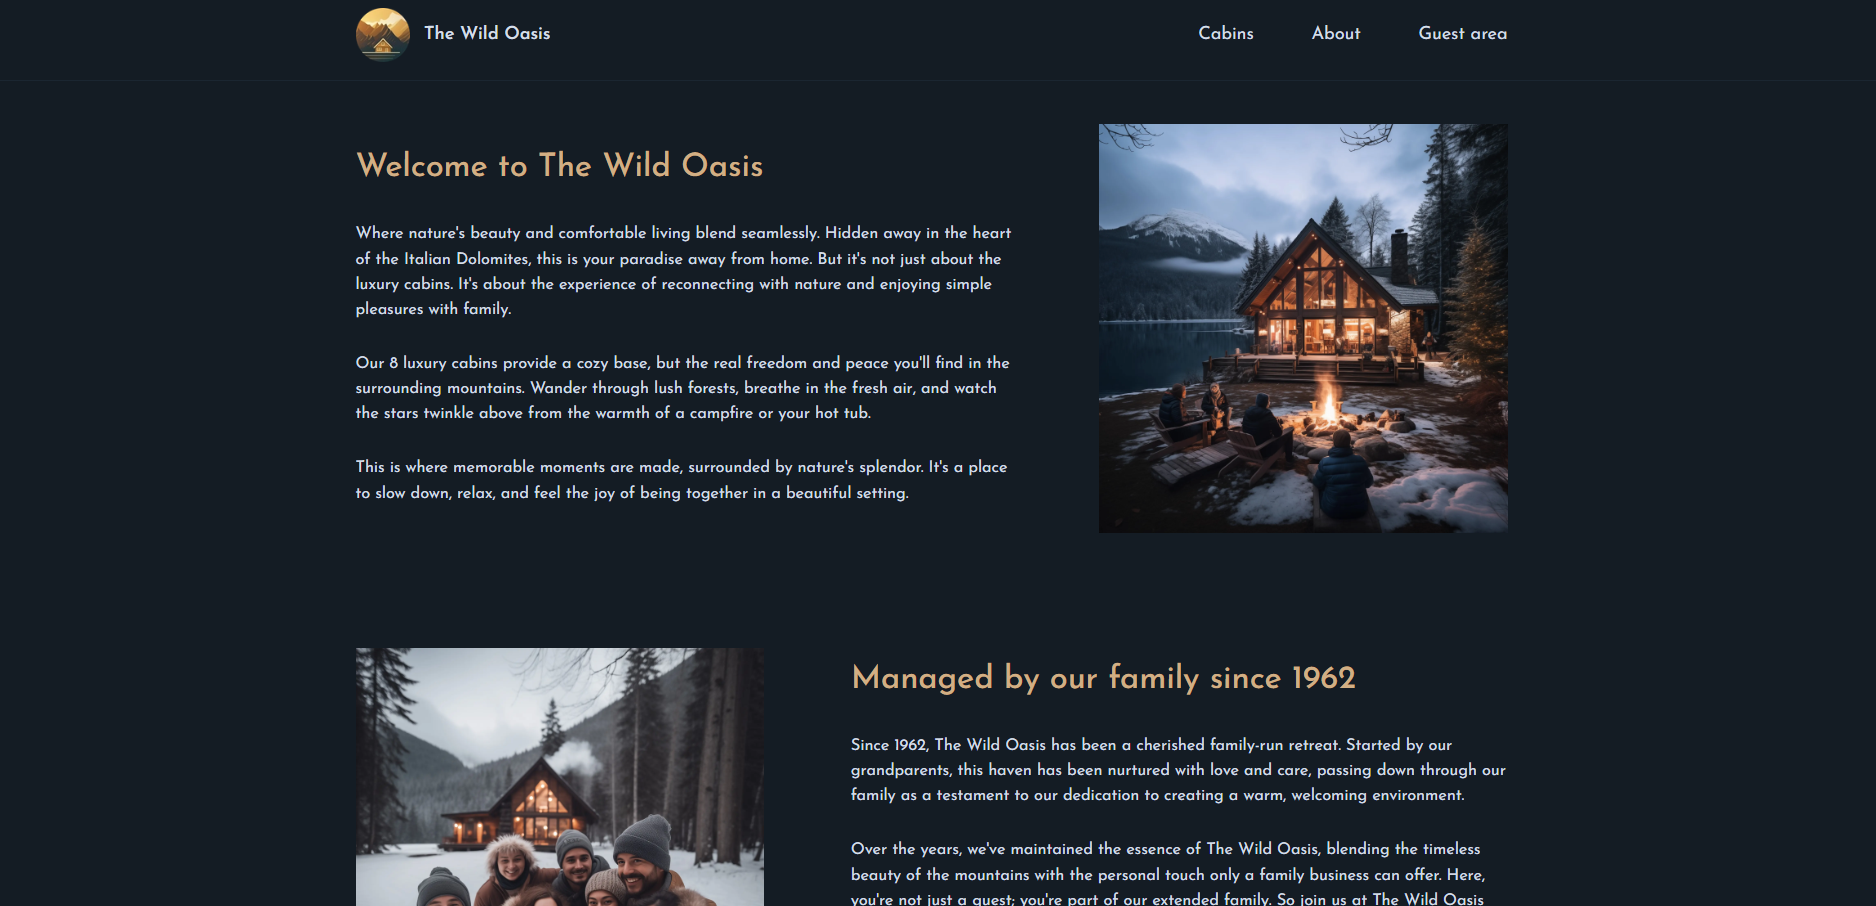 The Wild Oasis
Cabins
About
Guest area
Welcome to The Wild Oasis
Where nature's beauty and comfortable living blend seamlessly. Hidden away in the heart
of the Italian Dolomites, this is your paradise away from home. But it's not just about the
luxury cabins. It's about the experience of reconnecting with nature and enjoying simple
pleasures with family.
Our 8 luxury cabins provide a cozy base, but the real freedom and peace you'll find in the
surrounding mountains. Wander through lush forests, breathe in the fresh air, and watch
the stars twinkle above from the warmth of a campfire or your hot tub.
This is where memorable moments are made, surrounded by nature's splendor. It's a place
to slow down, relax, and feel the joy of being together in a beautiful setting.
Managed by our family since 1962
Since 1962, The Wild Oasis has been a cherished family-run retreat. Started by our
grandparents, this haven has been nurtured with love and care, passing down through our
family as a testament to our dedication to creating a warm, welcoming environment.
Over the years, we've maintained the essence of The Wild Oasis, blending the timeless
beauty of the mountains with the personal touch only a family business can offer. Here,
you're not just a guest; you're part of our extended family. So join us at The Wild Oasis